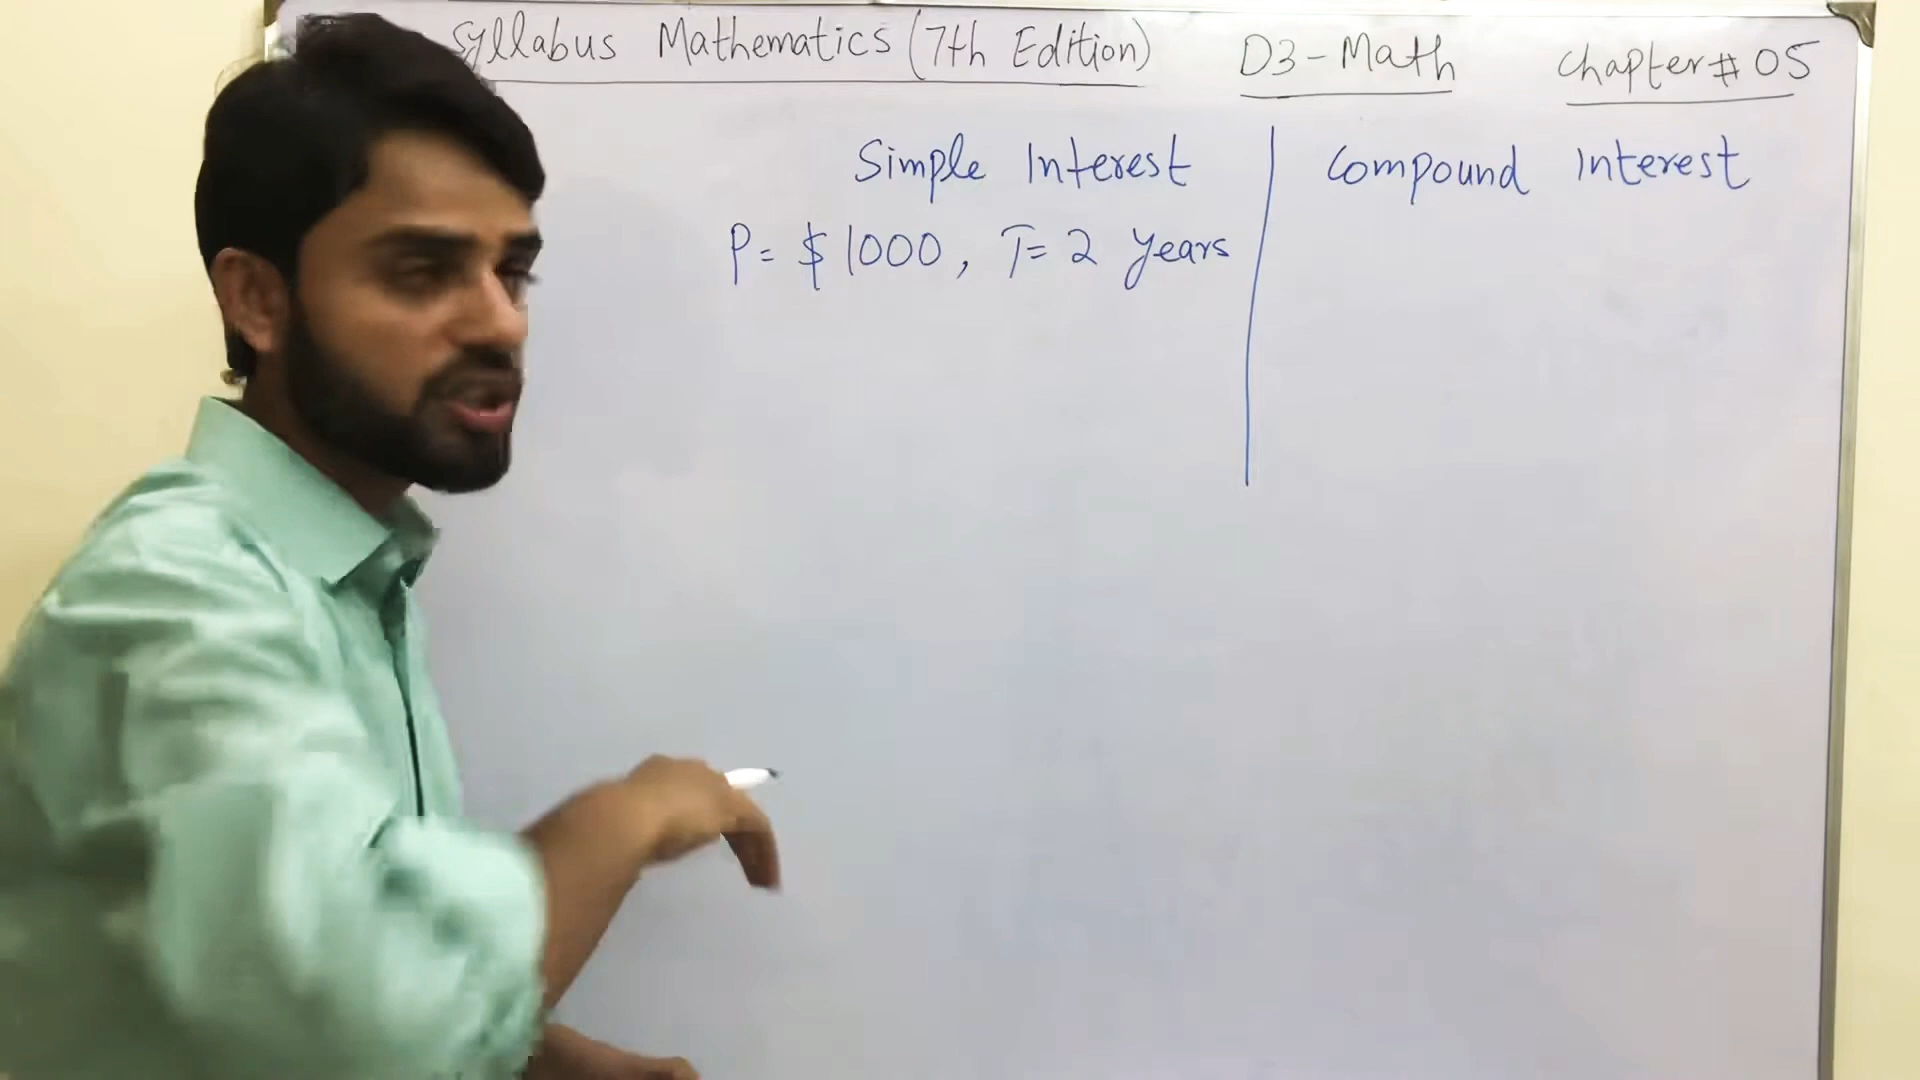 Syllabus Mathematics (7th Edition) D3-Math Chapter# 05
Simple Interest Compound Interest
P= $ 1000, T= 2 years